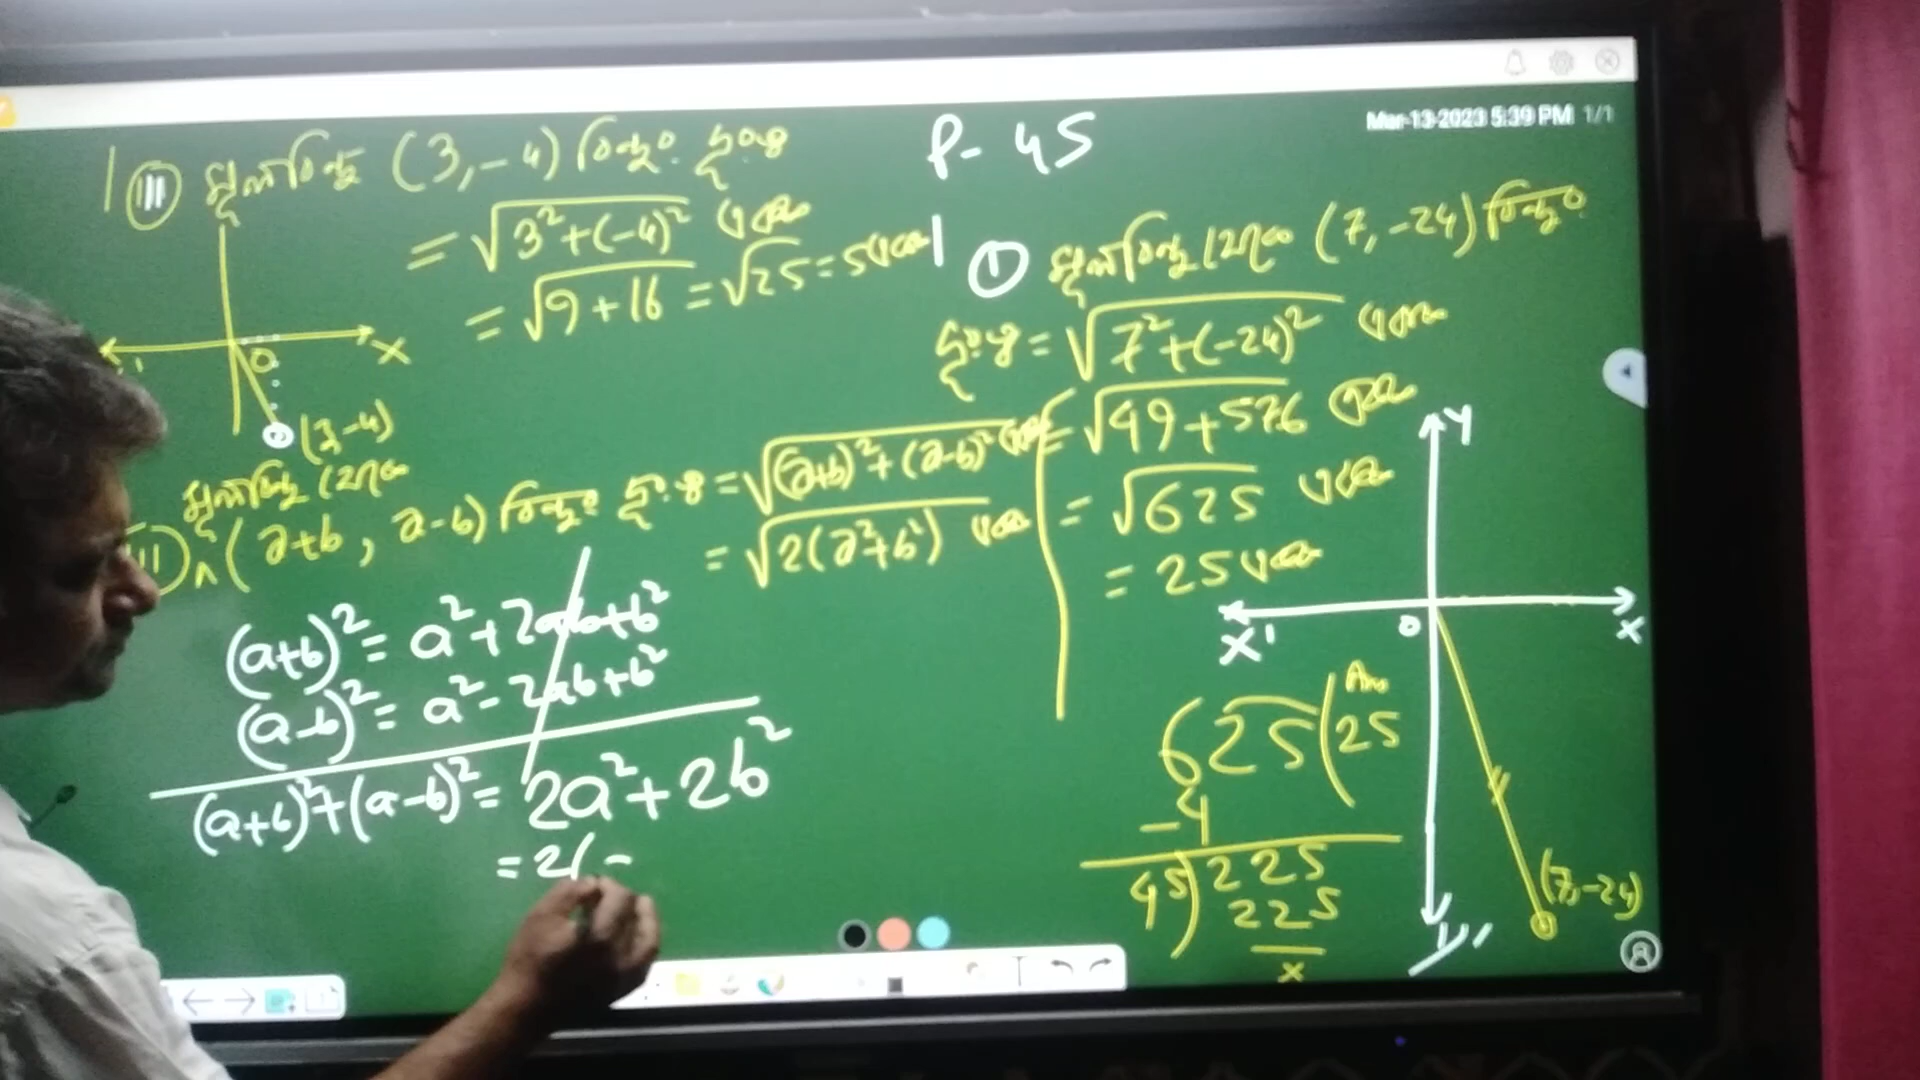 Mar-13-2023 5:39 PM 1/1
P-45
1 (III) মূলবিন্দু (3,-4) বিন্দুর দূরত্ব
= √3²+(-4)² একক
= √9+16 = √25 = 5 একক
X
O
(3,-4)
মূলবিন্দু থেকে
(a+b, a-b) বিন্দুর দূরত্ব = √(a+b)²+(a-b)² একক
= √2(a²+b²) একক
(a+b)² = a²+2ab+b²
(a-b)² = a²-2ab+b²
(a+b)²+(a-b)² = 2a²+2b²
= 2(
1 (I) মূলবিন্দু থেকে (7,-24) বিন্দুর
দূরত্ব = √7²+(-24)² একক
= √49+576 একক
= √625 একক
= 25 একক
Y
X' O X
Y'
(7,-24)
Ans
625(25
-4
45)225
225
x